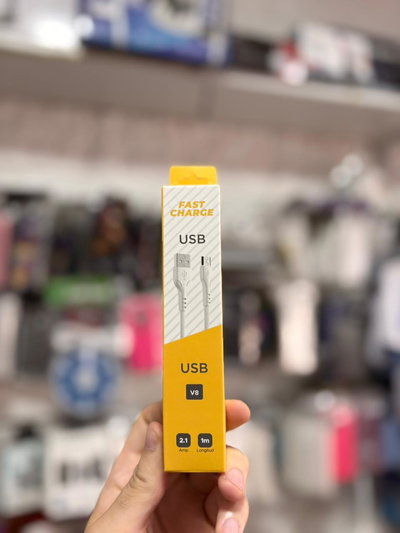 FAST
CHARGE
USB
USB
V8
2.1 1m
Amp Longitud